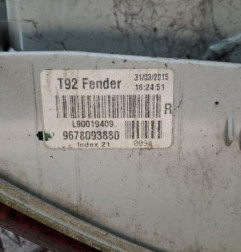 T92 Fender
31/03/2015
16:24:51
R
L90019409
9678093880
Index 21